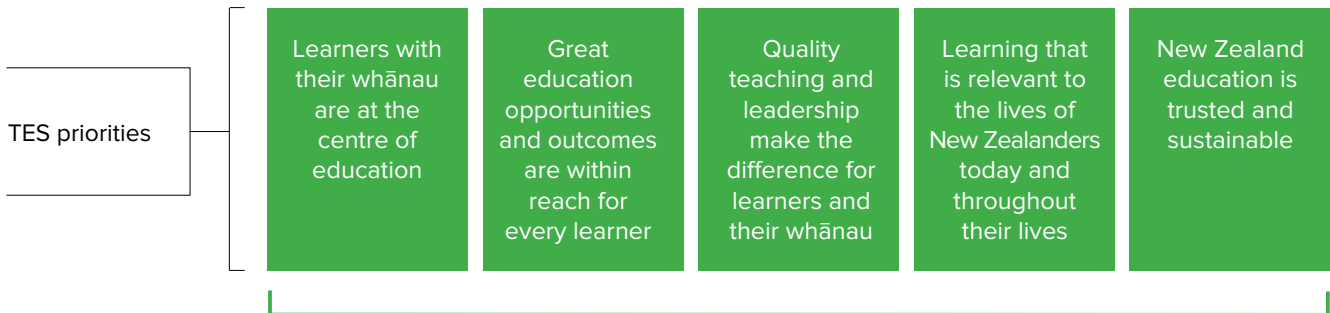 TES priorities
Learners with
their whānau
are at the
centre of
education
Great
education
opportunities
and outcomes
are within
reach for
every learner
Quality
teaching and
leadership
make the
difference for
learners and
their whānau
Learning that
is relevant to
the lives of
New Zealanders
today and
throughout
their lives
New Zealand
education is
trusted and
sustainable